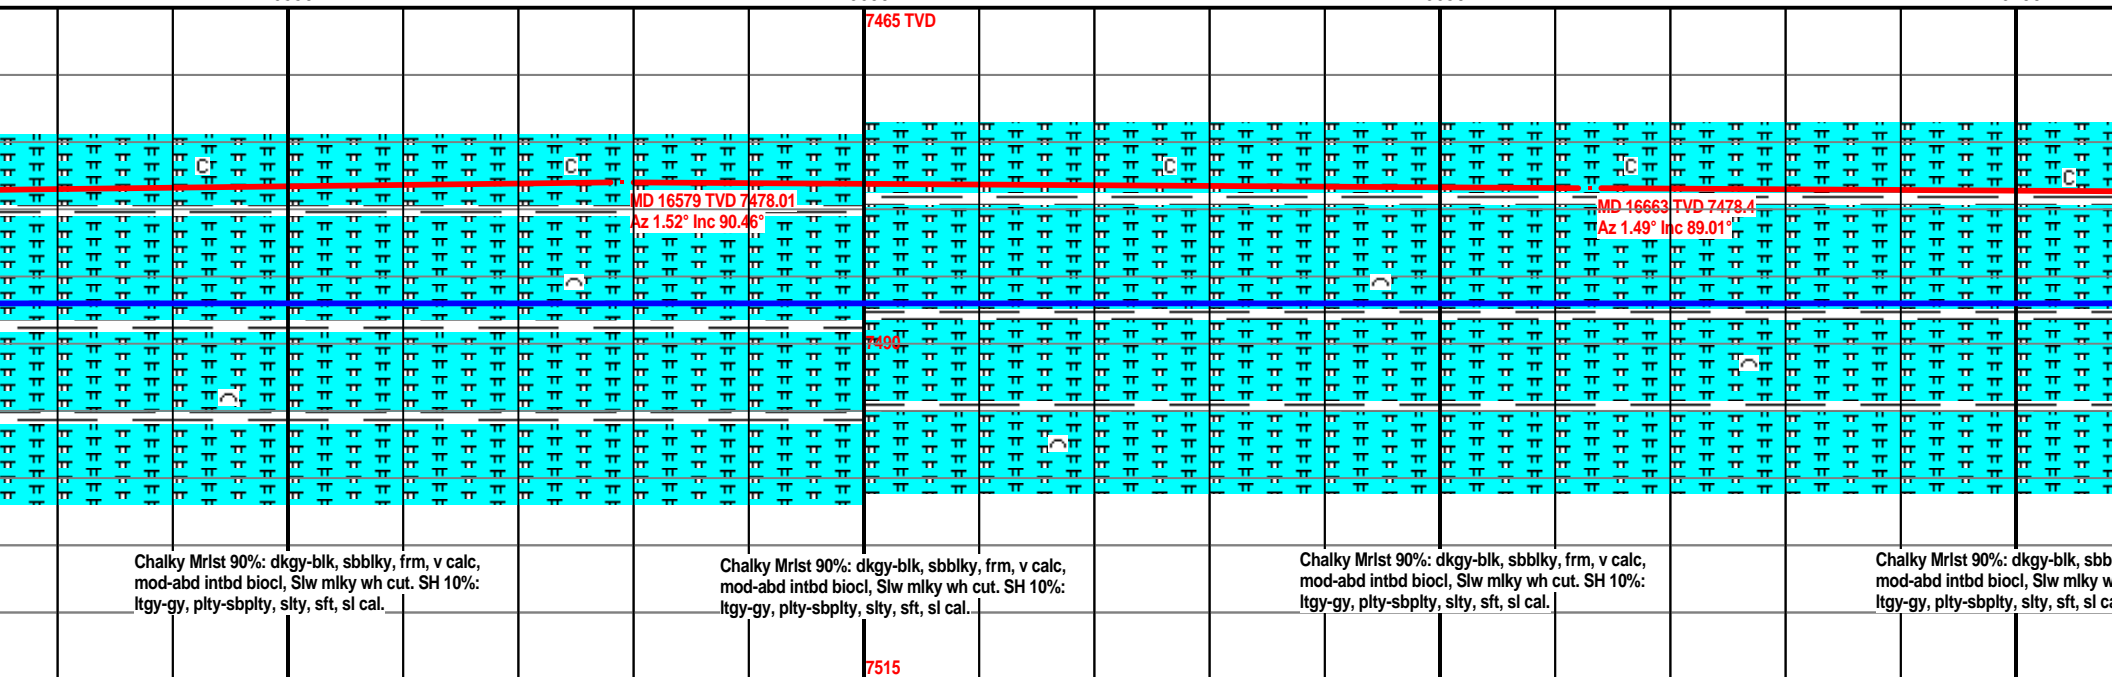 7465 TVD
C
C
C
C
C
MD 16579 TVD 7478.01
Az 1.52° Inc 90.46°
MD 16663 TVD 7478.4
Az 1.49° Inc 89.01°
7490
Chalky Mrlst 90%: dkgy-blk, sbblky, frm, v calc,
mod-abd intbd biocl, Slw mlky wh cut. SH 10%:
ltgy-gy, plty-sbplty, slty, sft, sl cal.
Chalky Mrlst 90%: dkgy-blk, sbblky, frm, v calc,
mod-abd intbd biocl, Slw mlky wh cut. SH 10%:
ltgy-gy, plty-sbplty, slty, sft, sl cal.
Chalky Mrlst 90%: dkgy-blk, sbblky, frm, v calc,
mod-abd intbd biocl, Slw mlky wh cut. SH 10%:
ltgy-gy, plty-sbplty, slty, sft, sl cal.
Chalky Mrlst 90%: dkgy-blk, sbb
mod-abd intbd biocl, Slw mlky w
ltgy-gy, plty-sbplty, slty, sft, sl ca
7515